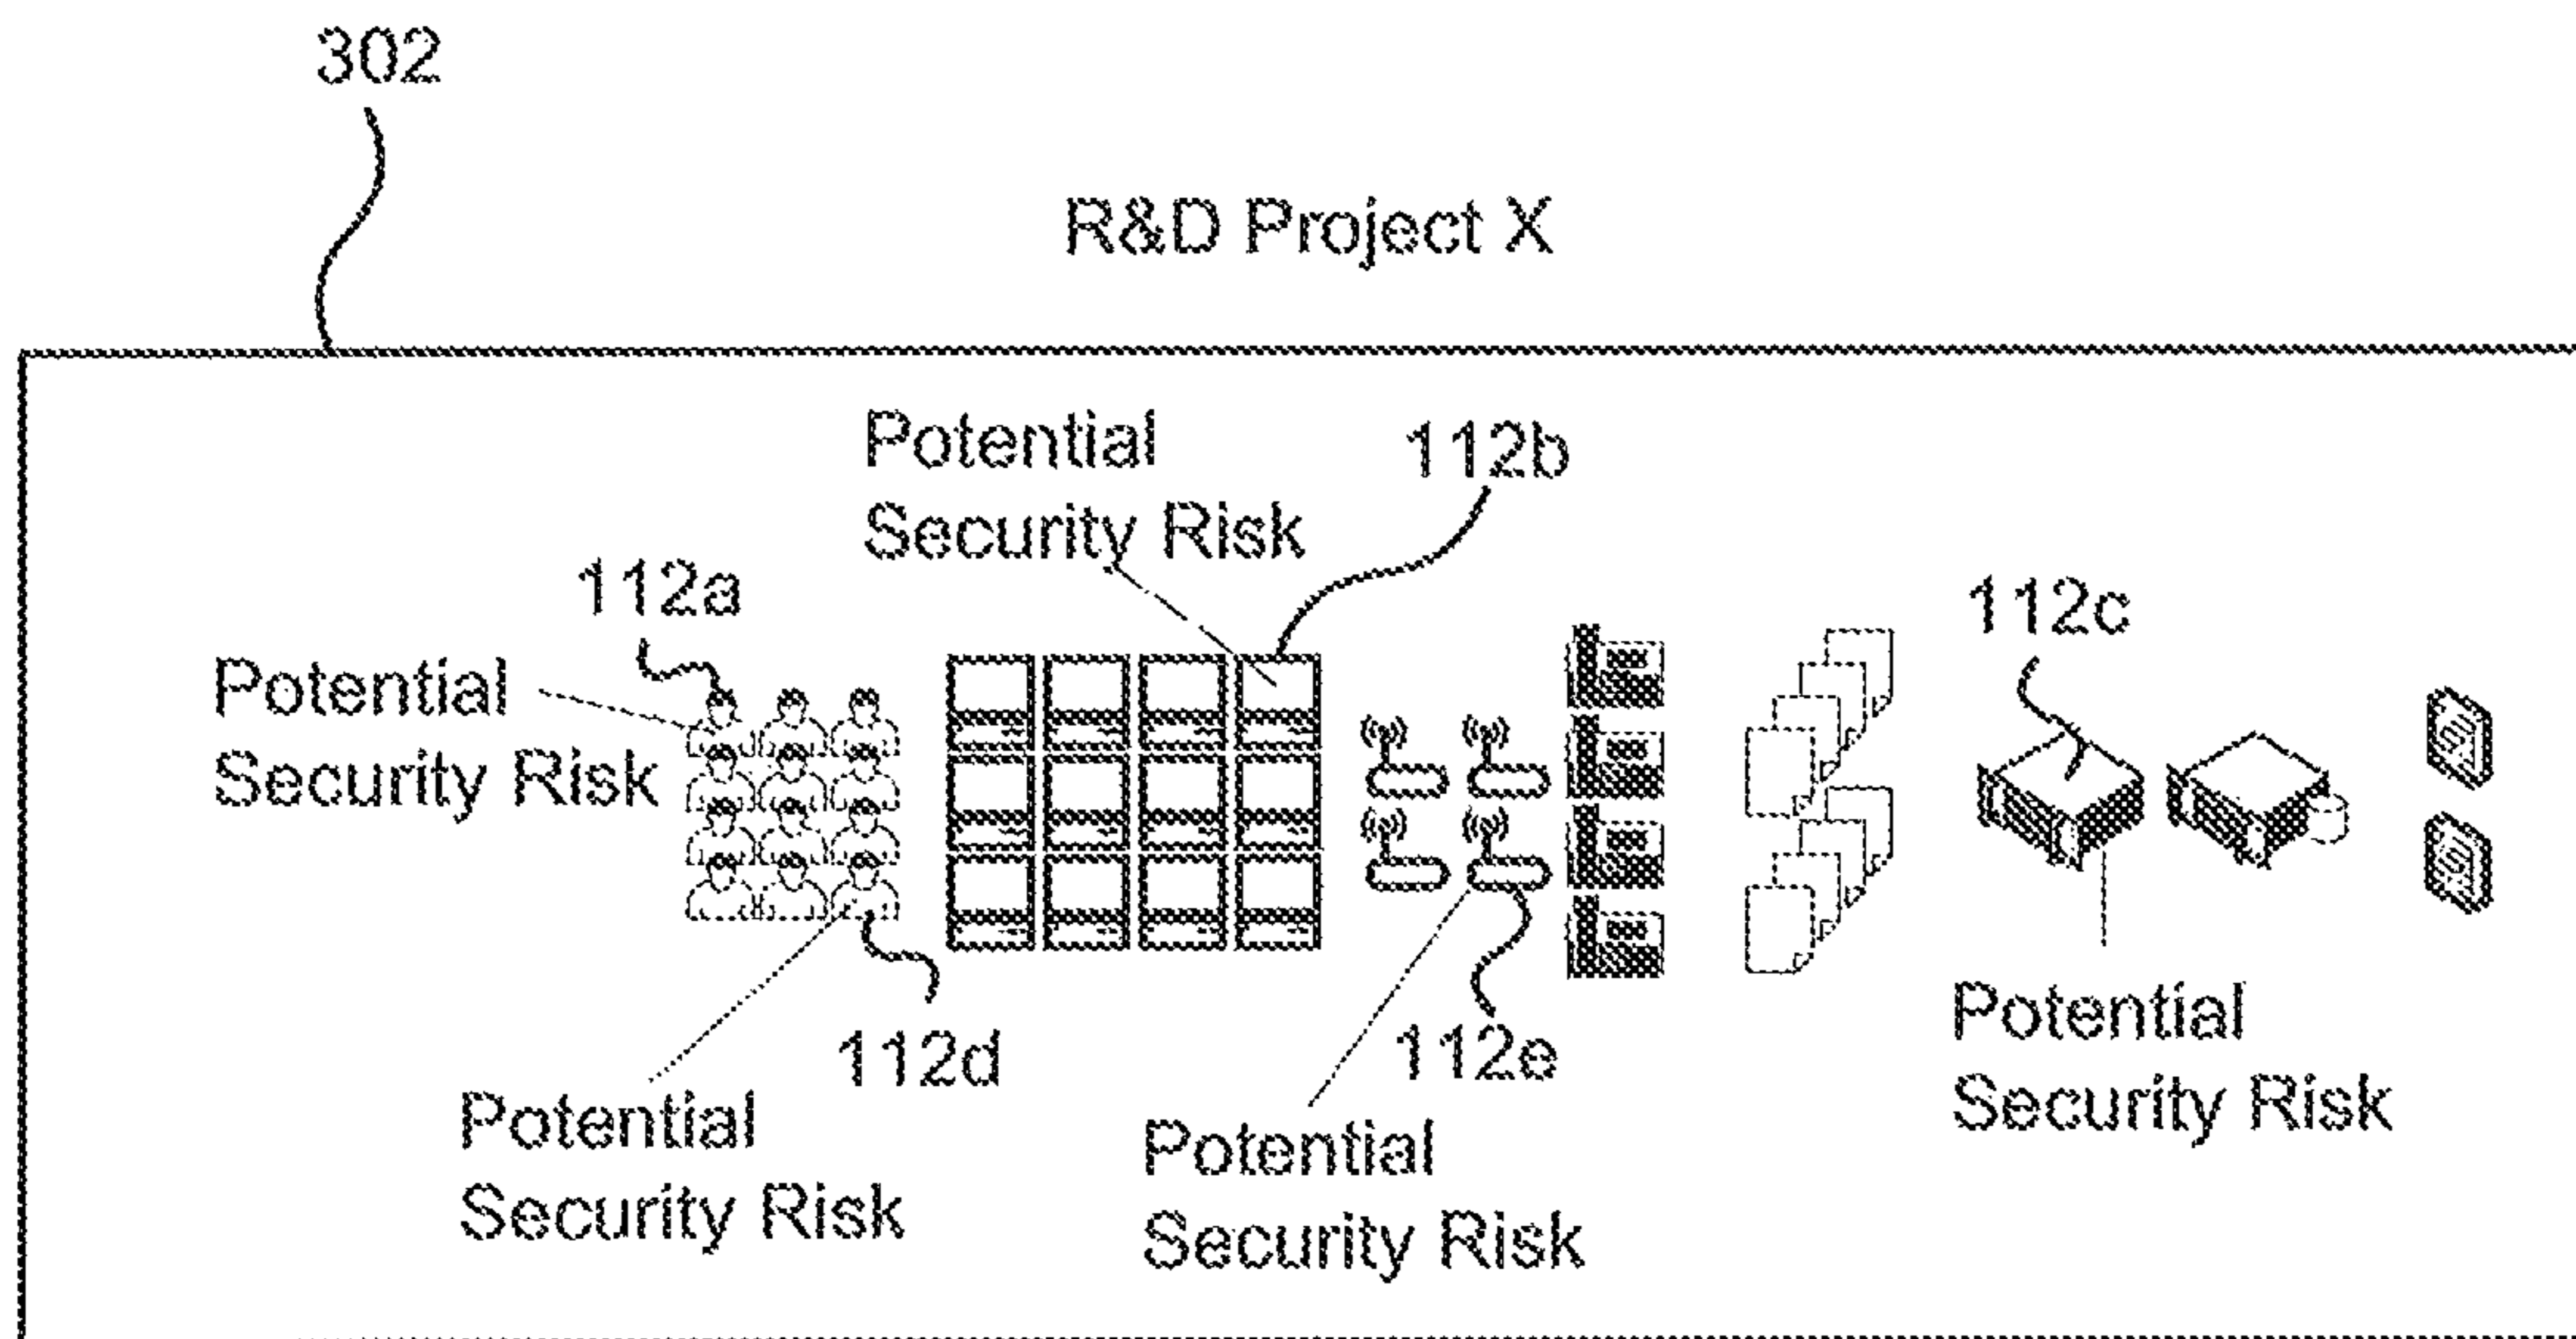 302
R&D Project X
Potential
Security Risk
112b
112a
Potential
Security Risk
112c
112d
Potential
Security Risk
112e
Potential
Security Risk
Potential
Security Risk